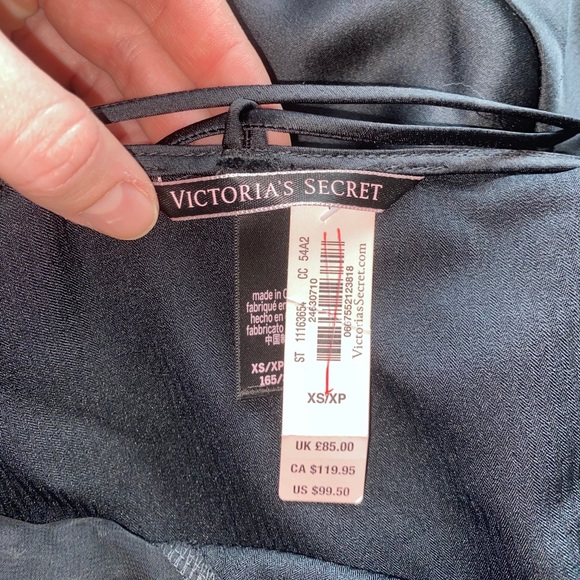 VICTORIA'S SECRET
made in
fabriqué en
hecho en
fabbricato
中国
XS/XP
165/
ST 11163654 CC 54A2
24630710
0667552123818
VictoriasSecret.com
XS/XP
UK £85.00
CA $119.95
US $99.50